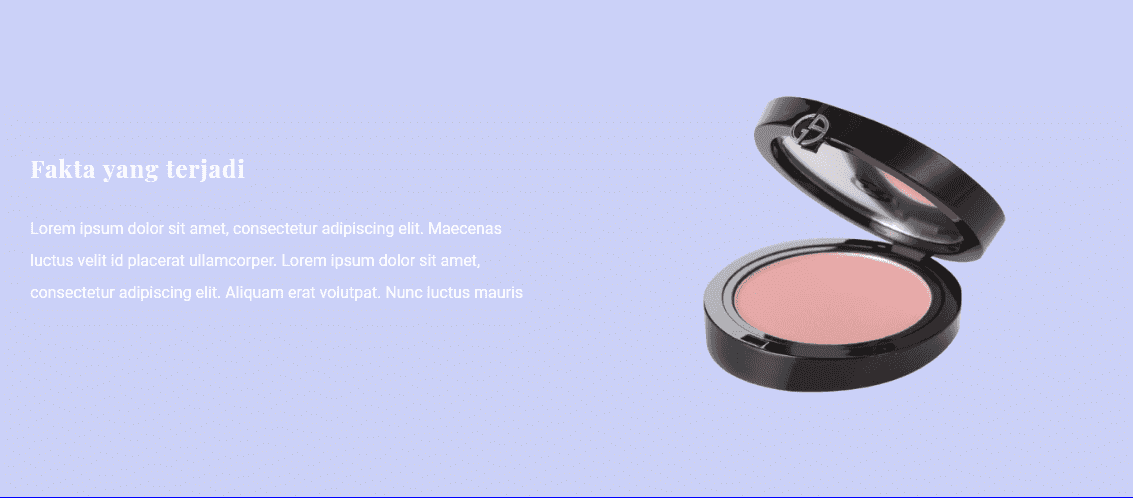 Fakta yang terjadi
Lorem ipsum dolor sit amet, consectetur adipiscing elit. Maecenas
luctus velit id placerat ullamcorper. Lorem ipsum dolor sit amet,
consectetur adipiscing elit. Aliquam erat volutpat. Nunc luctus mauris